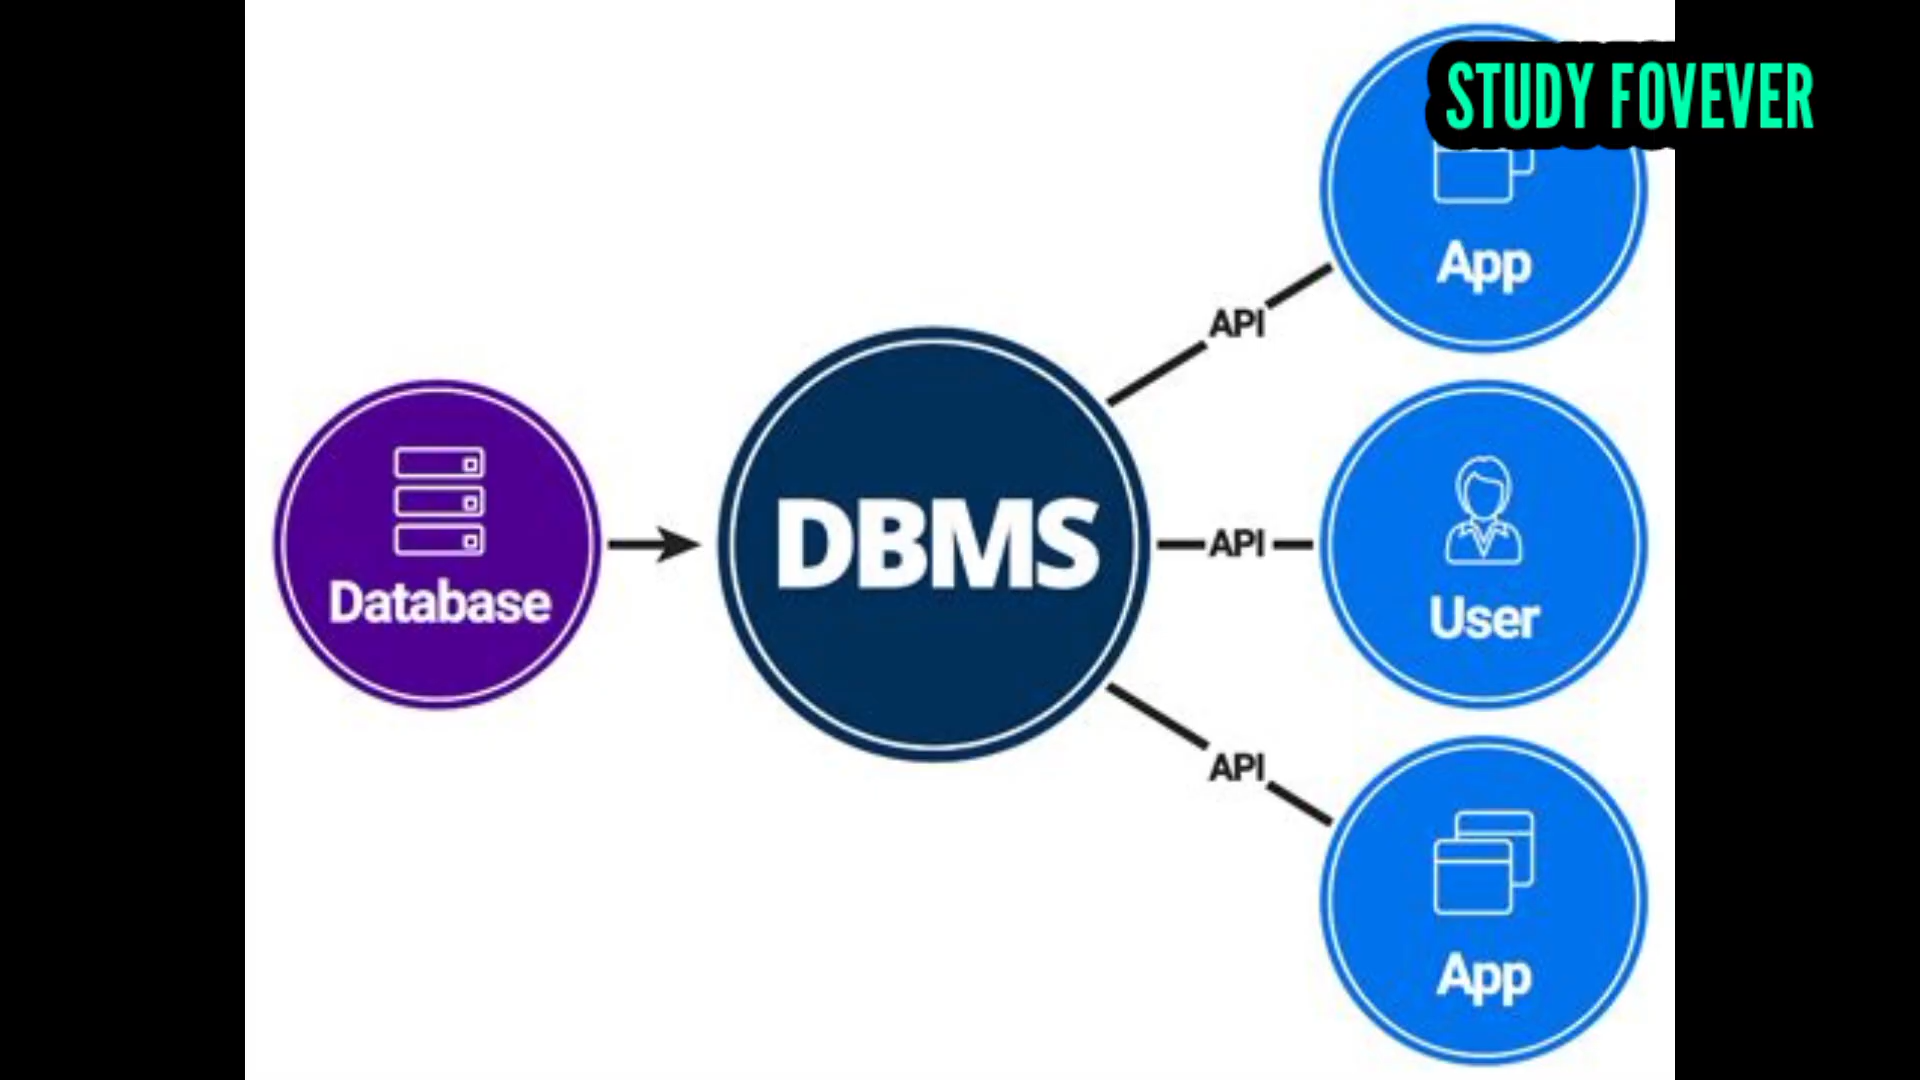 STUDY FOVEVER
App
API
Database
DBMS
API
User
API
App